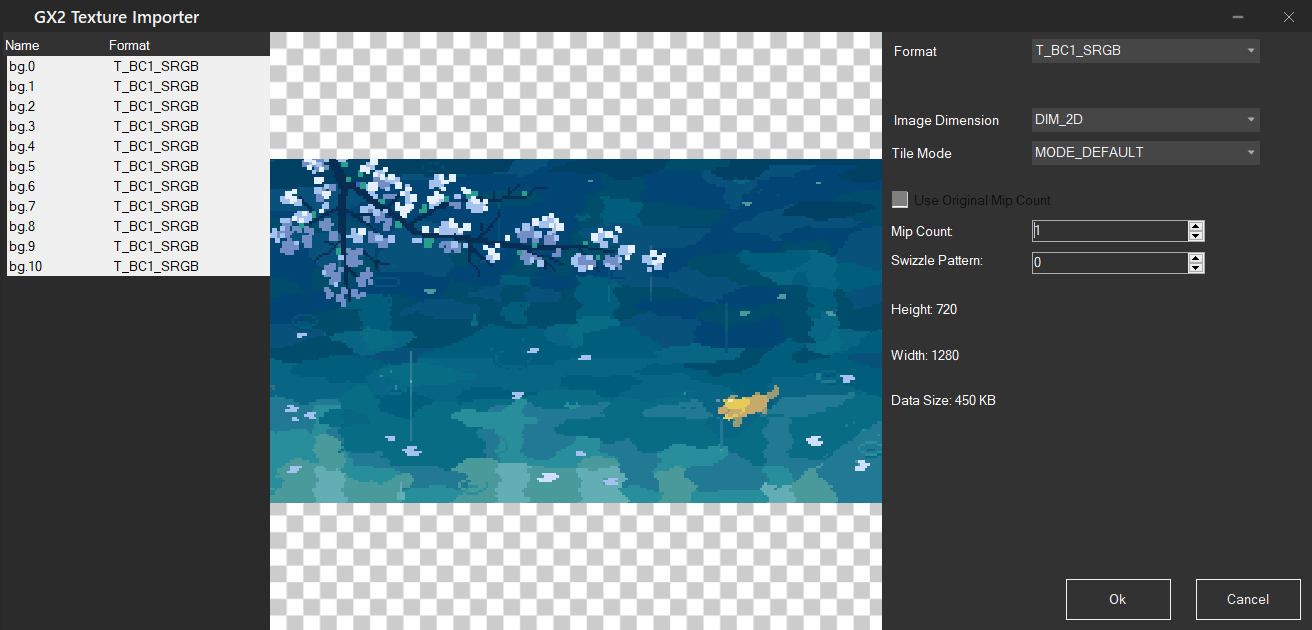 GX2 Texture Importer
Name Format
bg.0 T_BC1_SRGB
bg.1 T_BC1_SRGB
bg.2 T_BC1_SRGB
bg.3 T_BC1_SRGB
bg.4 T_BC1_SRGB
bg.5 T_BC1_SRGB
bg.6 T_BC1_SRGB
bg.7 T_BC1_SRGB
bg.8 T_BC1_SRGB
bg.9 T_BC1_SRGB
bg.10 T_BC1_SRGB
Format T_BC1_SRGB
Image Dimension DIM_2D
Tile Mode MODE_DEFAULT
Use Original Mip Count
Mip Count: 1
Swizzle Pattern: 0
Height: 720
Width: 1280
Data Size: 450 KB
Ok Cancel